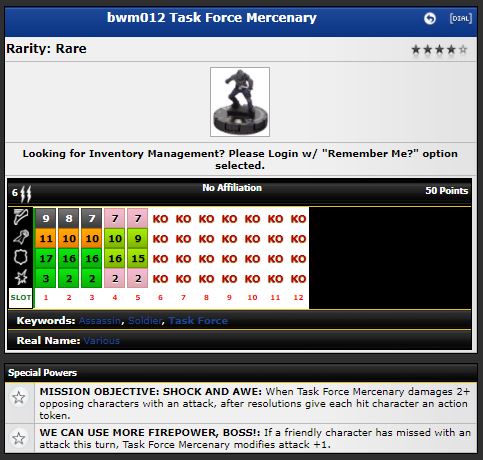 bwm012 Task Force Mercenary
[DIAL]
Rarity: Rare
Looking for Inventory Management? Please Login w/ "Remember Me?" option
selected.
6 No Affiliation 50 Points
9 8 7 7 7 KO KO KO KO KO KO KO
11 10 10 10 9 KO KO KO KO KO KO KO
17 16 16 16 15 KO KO KO KO KO KO KO
3 2 2 2 2 KO KO KO KO KO KO KO
SLOT 1 2 3 4 5 6 7 8 9 10 11 12
Keywords: Assassin, Soldier, Task Force
Real Name: Various
Special Powers
MISSION OBJECTIVE: SHOCK AND AWE: When Task Force Mercenary damages 2+
opposing characters with an attack, after resolutions give each hit character an action
token.
WE CAN USE MORE FIREPOWER, BOSS!: If a friendly character has missed with an
attack this turn, Task Force Mercenary modifies attack +1.